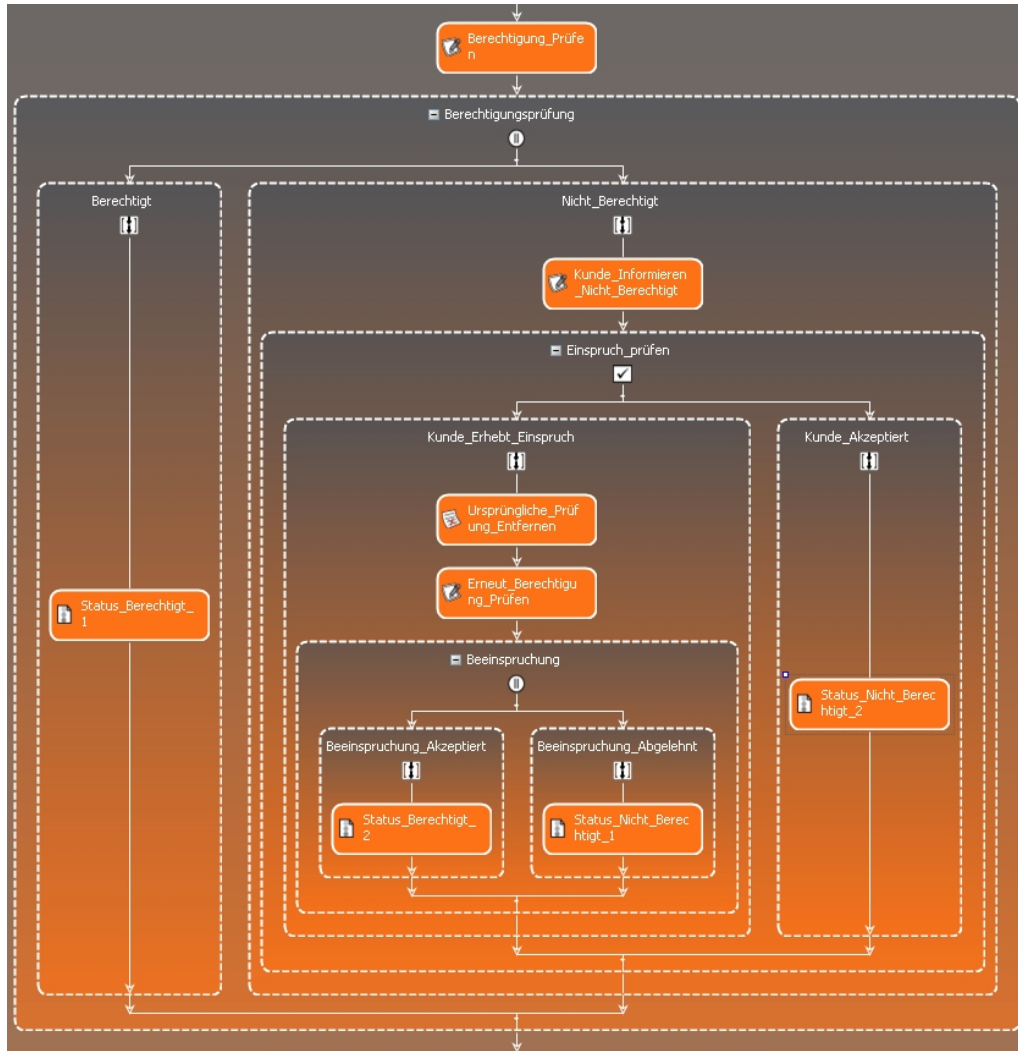 Berechtigung_Prüfe
n
Berechtigungsprüfung
Berechtigt
Nicht_Berechtigt
Kunde_Informieren
_Nicht_Berechtigt
Einspruch_prüfen
Kunde_Erhebt_Einspruch
Kunde_Akzeptiert
Ursprüngliche_Prüf
ung_Entfernen
Erneut_Berechtigu
ng_Prüfen
Status_Berechtigt_
1
Beeinspruchung
Status_Nicht_Berec
htigt_2
Beeinspruchung_Akzeptiert
Beeinspruchung_Abgelehnt
Status_Berechtigt_
2
Status_Nicht_Berec
htigt_1